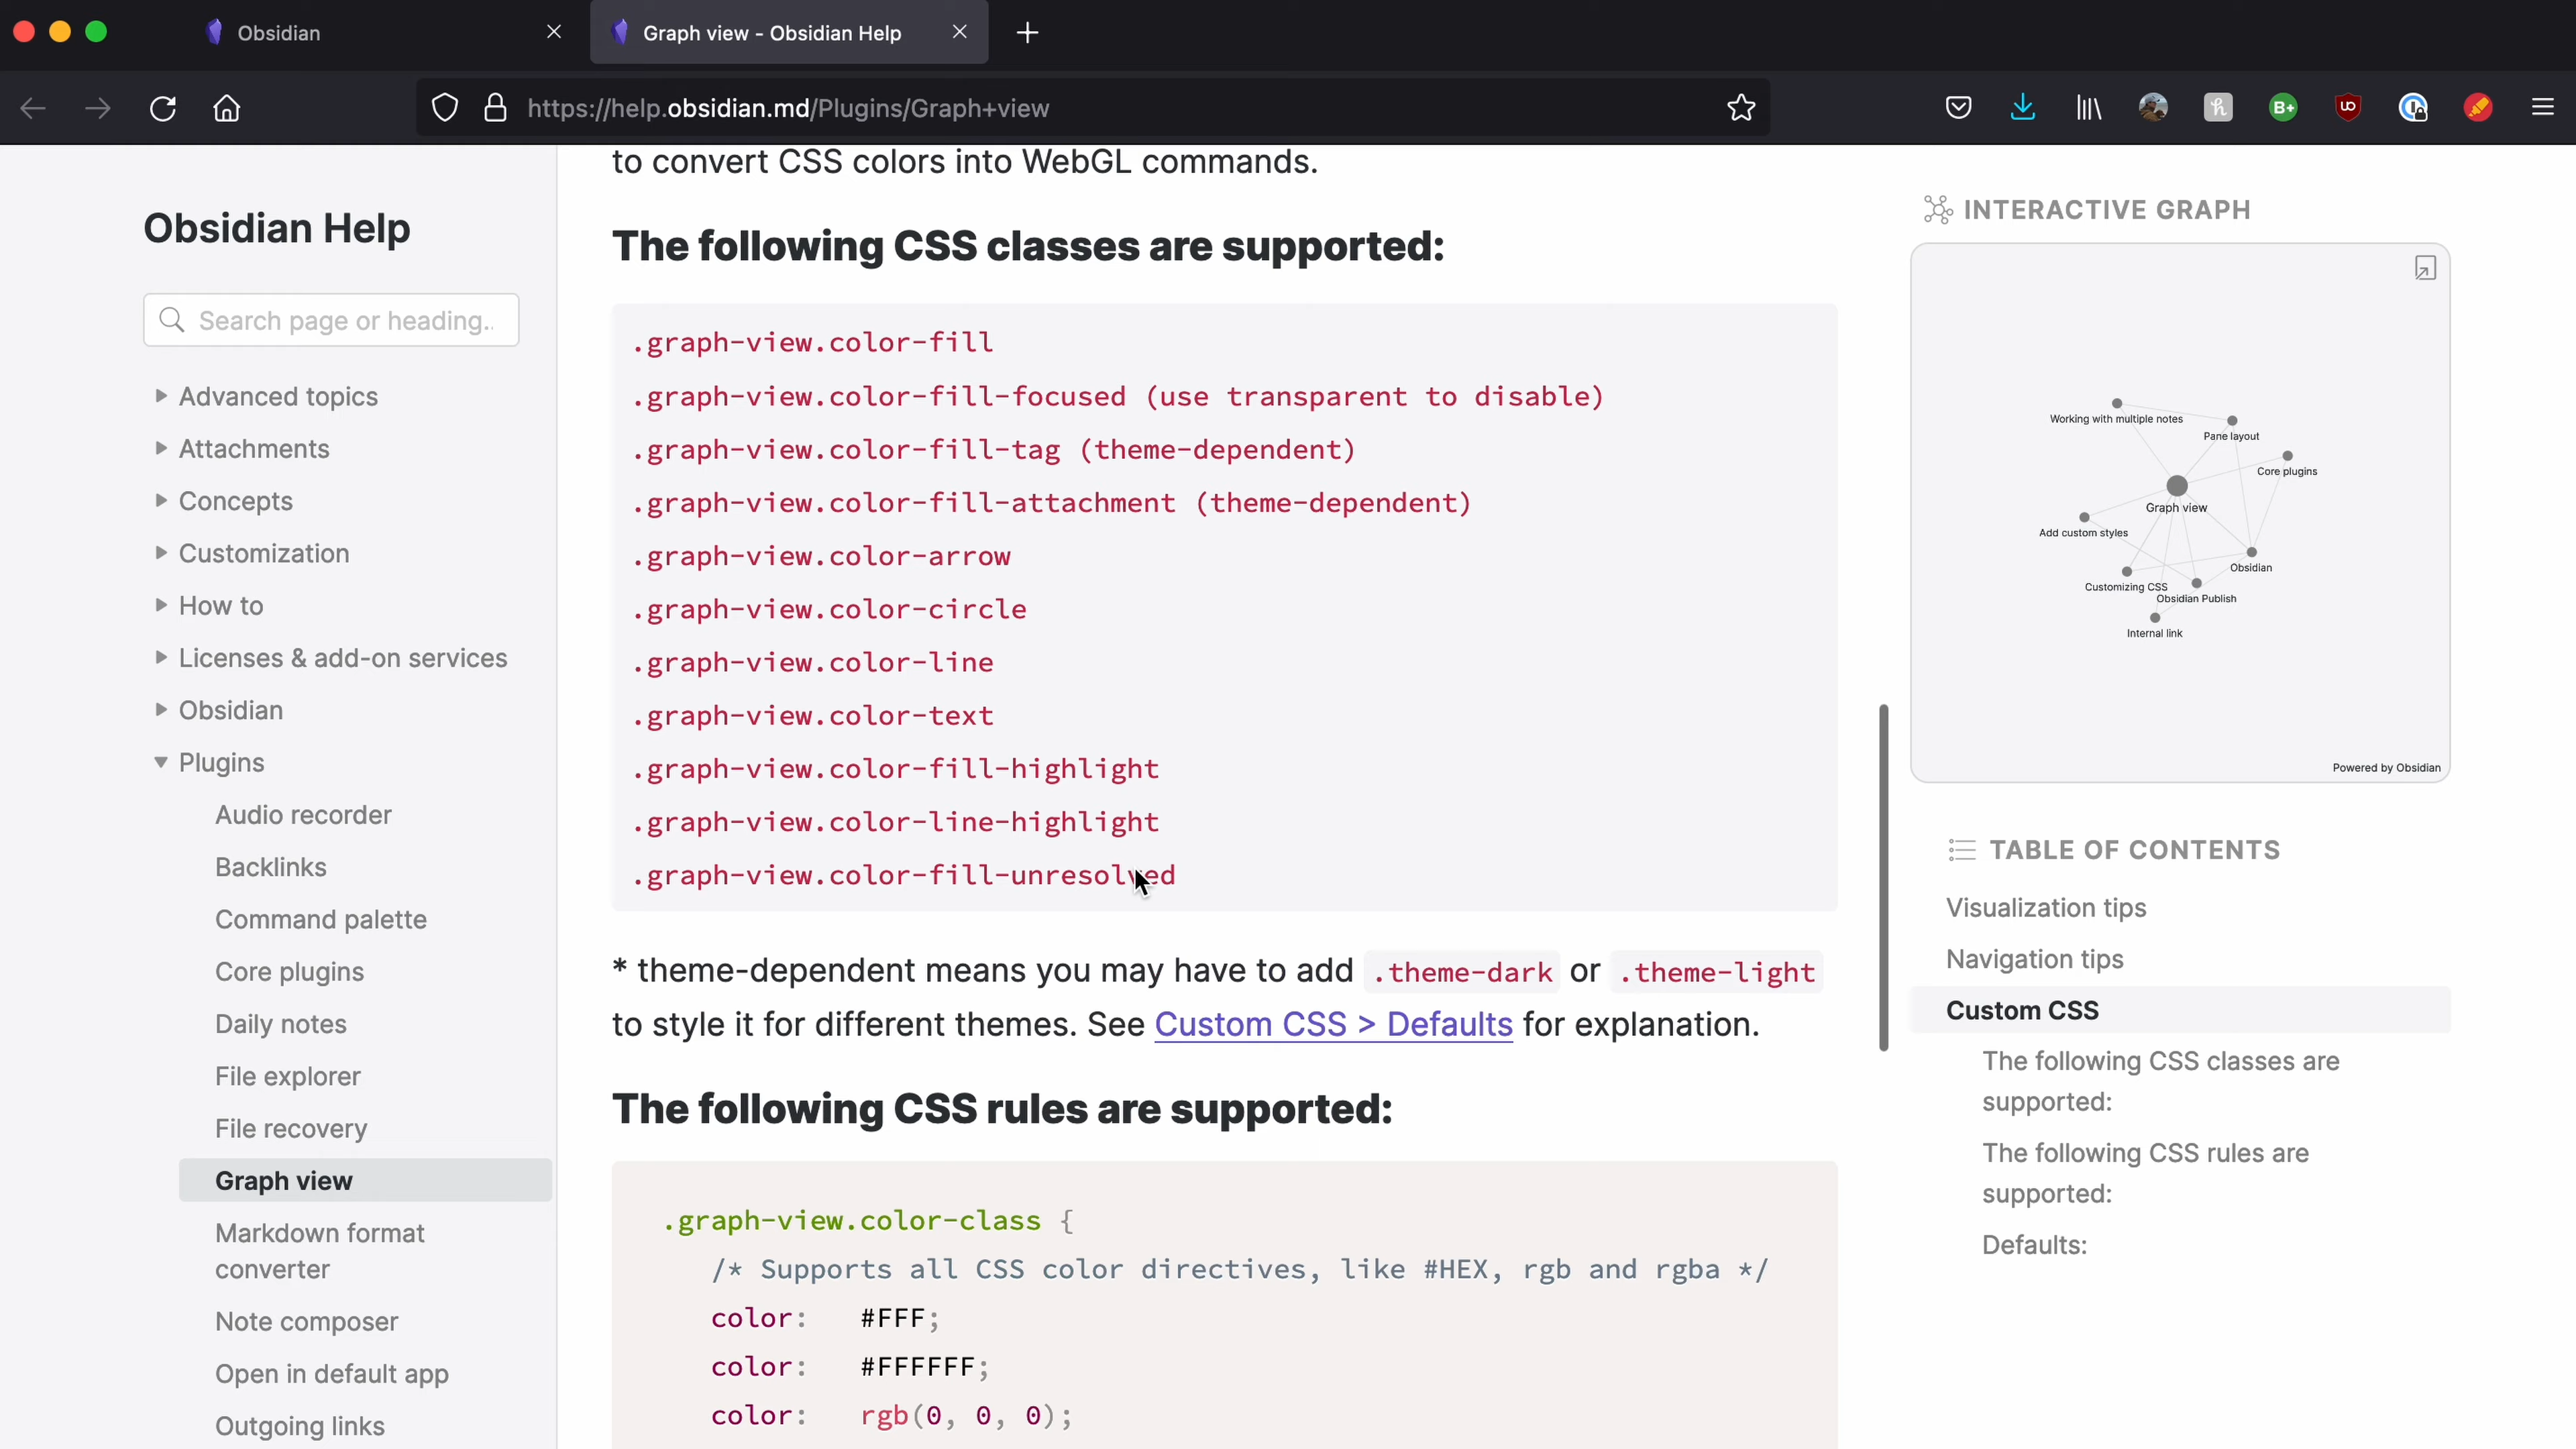 Obsidian
Graph view - Obsidian Help
https://help.obsidian.md/Plugins/Graph+view
Obsidian Help
Search page or heading..
Advanced topics
Attachments
Concepts
Customization
How to
Licenses & add-on services
Obsidian
Plugins
Audio recorder
Backlinks
Command palette
Core plugins
Daily notes
File explorer
File recovery
Graph view
Markdown format
converter
Note composer
Open in default app
Outgoing links
to convert CSS colors into WebGL commands.
The following CSS classes are supported:
.graph-view.color-fill
.graph-view.color-fill-focused (use transparent to disable)
.graph-view.color-fill-tag (theme-dependent)
.graph-view.color-fill-attachment (theme-dependent)
.graph-view.color-arrow
.graph-view.color-circle
.graph-view.color-line
.graph-view.color-text
.graph-view.color-fill-highlight
.graph-view.color-line-highlight
.graph-view.color-fill-unresolved
* theme-dependent means you may have to add .theme-dark or .theme-light
to style it for different themes. See Custom CSS > Defaults for explanation.
The following CSS rules are supported:
.graph-view.color-class {
/* Supports all CSS color directives, like #HEX, rgb and rgba */
color: #FFF;
color: #FFFFFF;
color: rgb(0, 0, 0);
INTERACTIVE GRAPH
Working with multiple notes
Pane layout
Core plugins
Graph view
Add custom styles
Obsidian
Customizing CSS
Obsidian Publish
Internal link
Powered by Obsidian
TABLE OF CONTENTS
Visualization tips
Navigation tips
Custom CSS
The following CSS classes are
supported:
The following CSS rules are
supported:
Defaults:
h
B+
UO